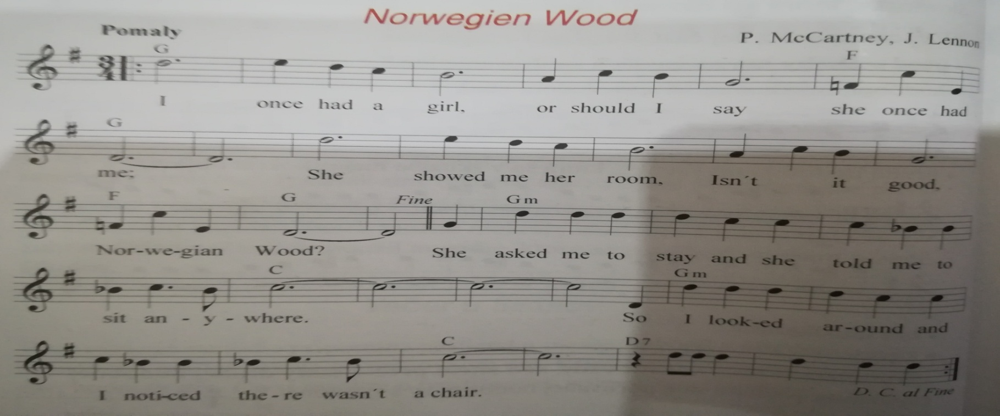 Norwegien Wood
Pomaly
P. McCartney, J. Lennon
G F
I once had a girl, or should I say she once had
G
me; She showed me her room, Isn´t it good,
F G Fine Gm
Nor-we-gian Wood? She asked me to stay and she told me to
C Gm
sit an - y - where. So I look-ed ar-ound and
C D7
I noti-ced the-re wasn´t a chair.
D. C. al Fine